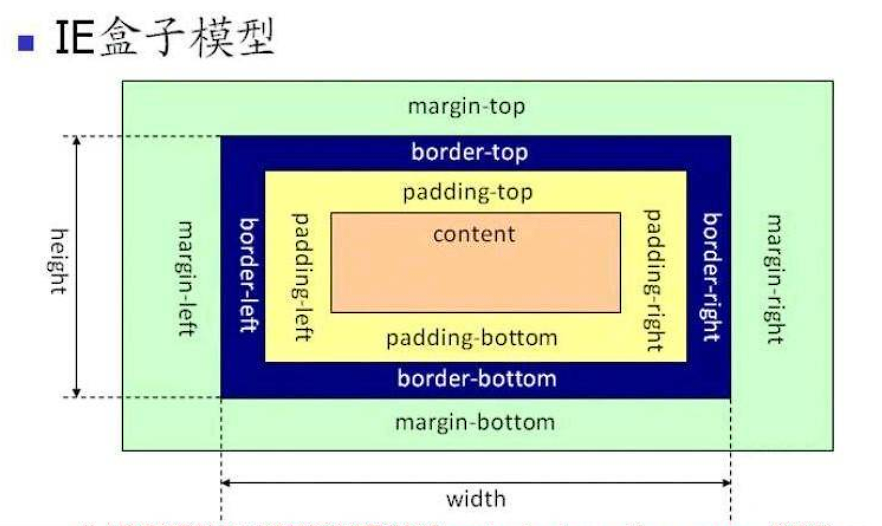 IE盒子模型
margin-top
border-top
padding-top
content
height
margin-left
border-left
padding-left
padding-right
border-right
margin-right
padding-bottom
border-bottom
margin-bottom
width